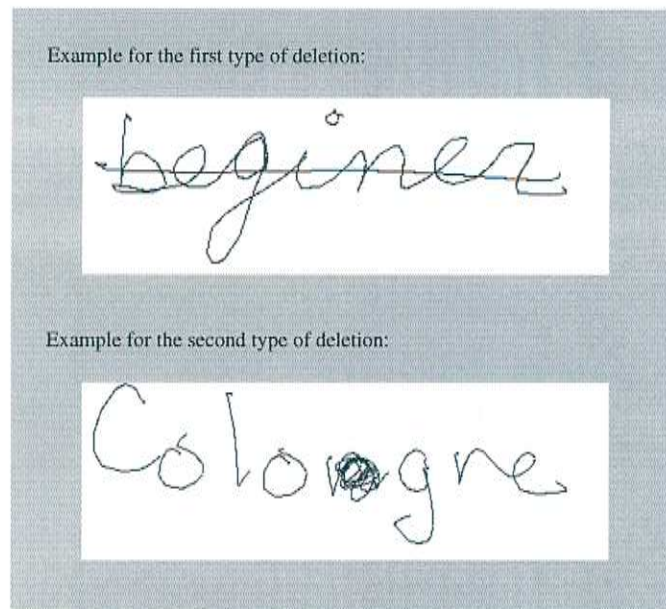 Example for the first type of deletion:
beginer
Example for the second type of deletion:
Cologne